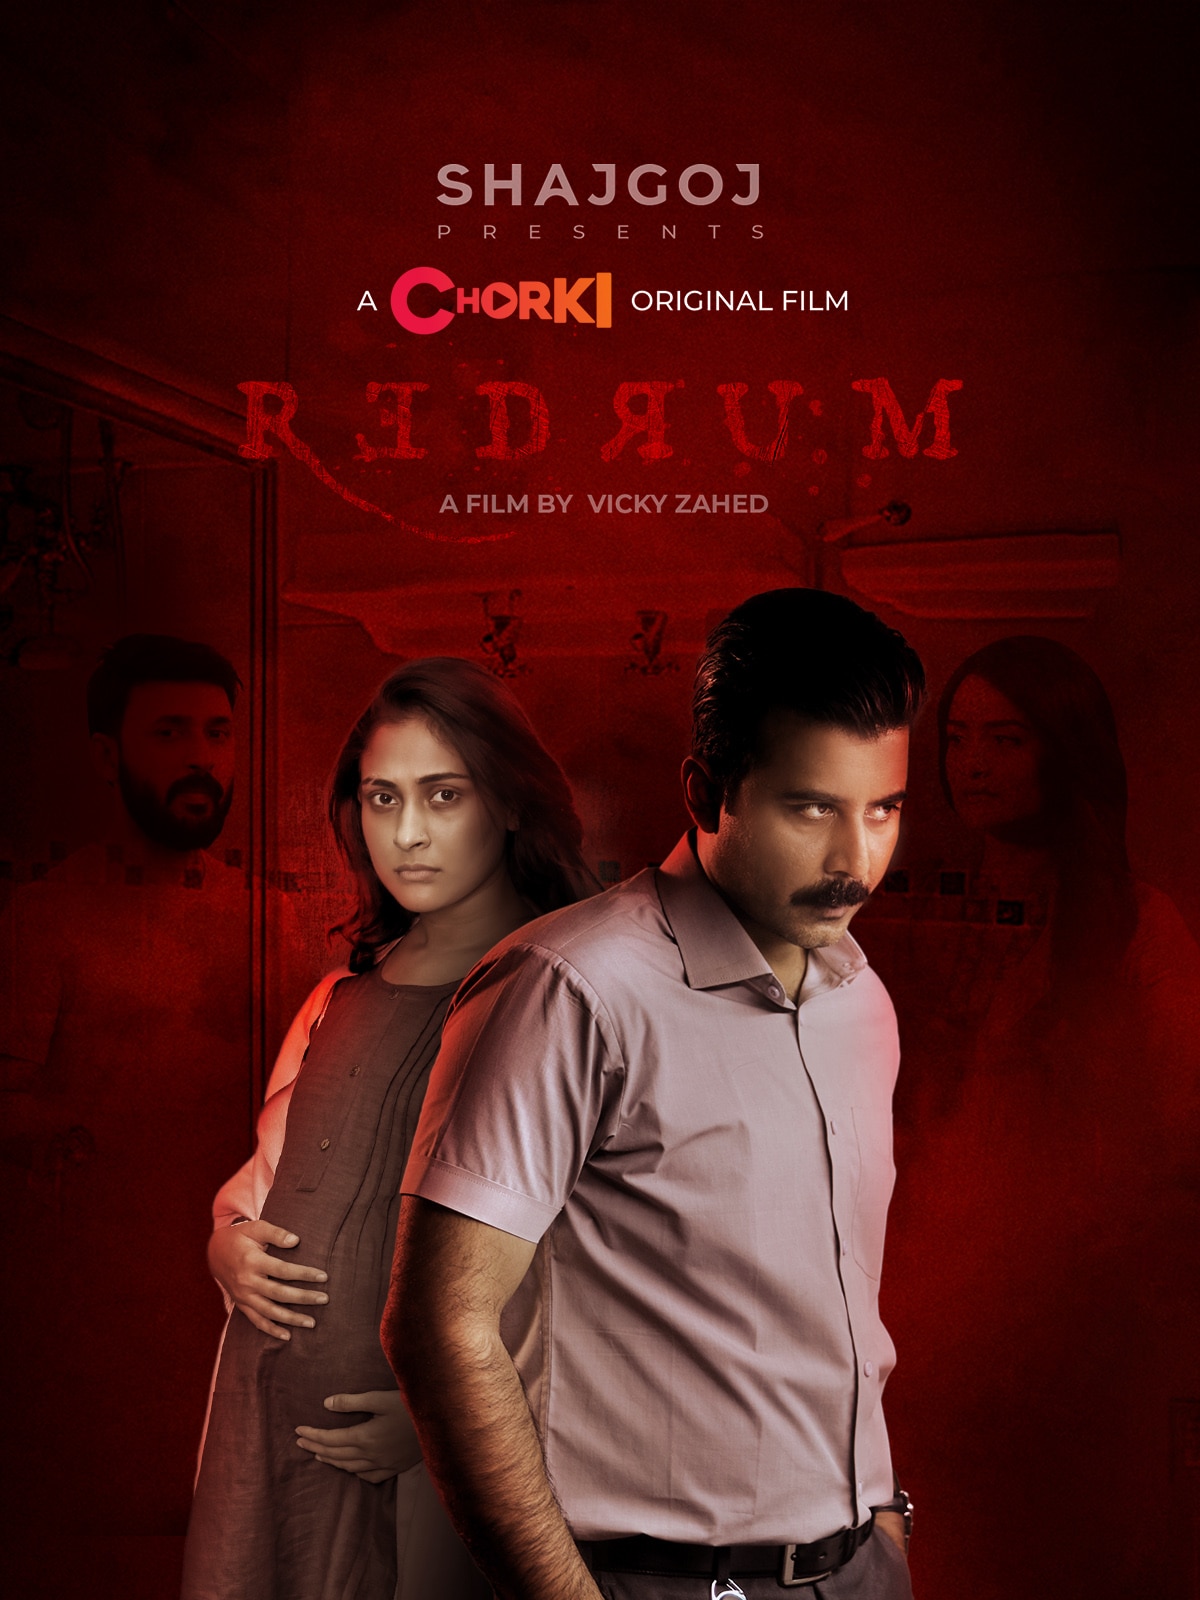 SHAJGOJ
PRESENTS
A CHORKI ORIGINAL FILM
REDRUM
A FILM BY VICKY ZAHED